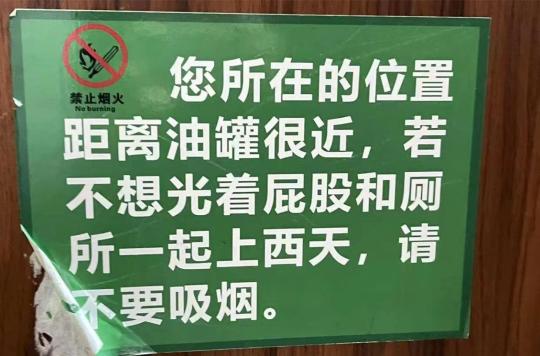 禁止烟火
No burning
您所在的位置
距离油罐很近，若
不想光着屁股和厕
所一起上西天，请
不要吸烟。